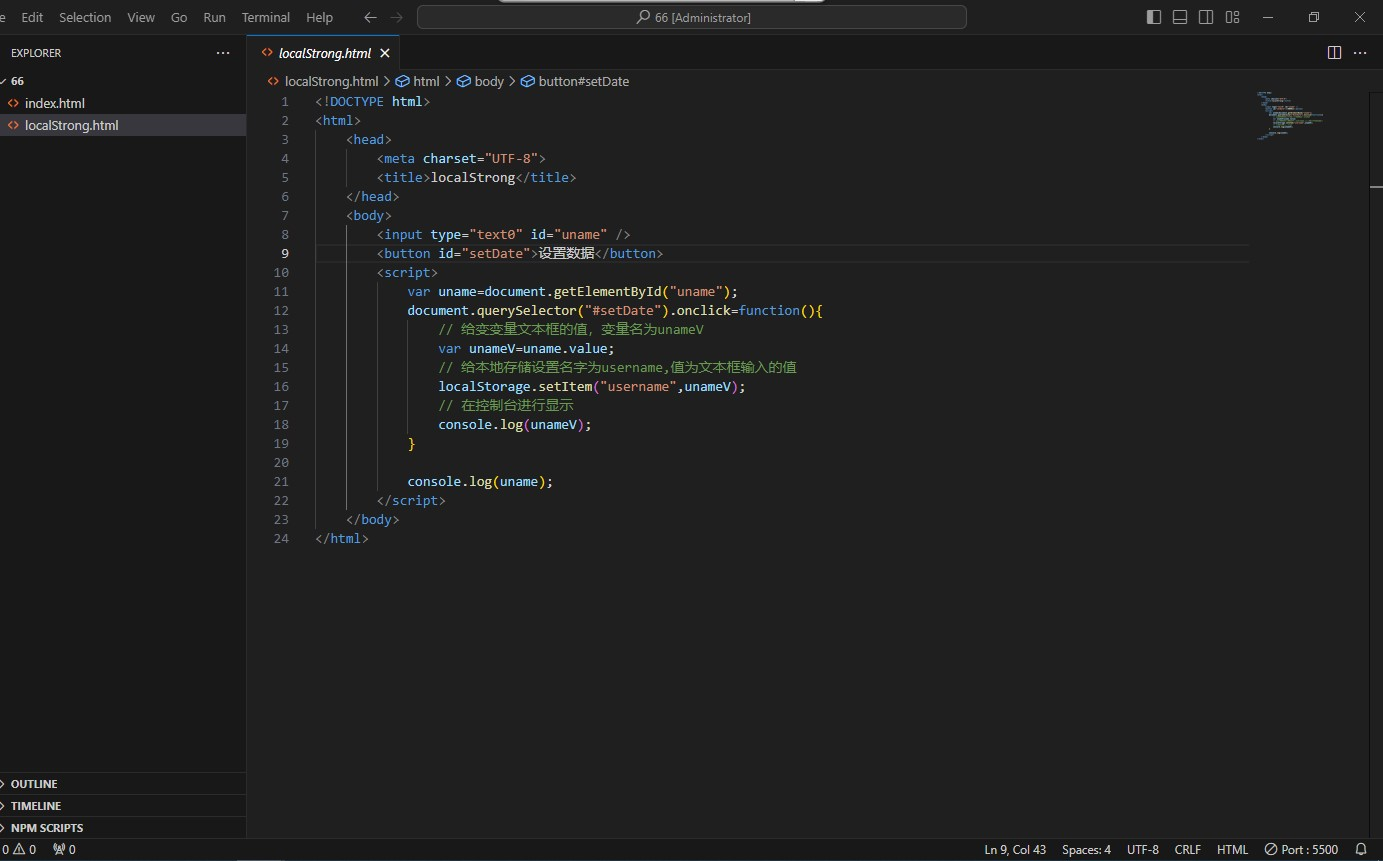 Edit Selection View Go Run Terminal Help
66 [Administrator]
EXPLORER
localStrong.html
66
index.html
localStrong.html
localStrong.html > html > body > button#setDate
1 <!DOCTYPE html>
2 <html>
3 <head>
4 <meta charset="UTF-8">
5 <title>localStrong</title>
6 </head>
7 <body>
8 <input type="text0" id="uname" />
9 <button id="setDate">设置数据</button>
10 <script>
11 var uname=document.getElementById("uname");
12 document.querySelector("#setDate").onclick=function(){
13 // 给变变量文本框的值，变量名为unameV
14 var unameV=uname.value;
15 // 给本地存储设置名字为username,值为文本框输入的值
16 localStorage.setItem("username",unameV);
17 // 在控制台进行显示
18 console.log(unameV);
19 }
20
21 console.log(uname);
22 </script>
23 </body>
24 </html>
OUTLINE
TIMELINE
NPM SCRIPTS
0 0 0
Ln 9, Col 43 Spaces: 4 UTF-8 CRLF HTML Port : 5500